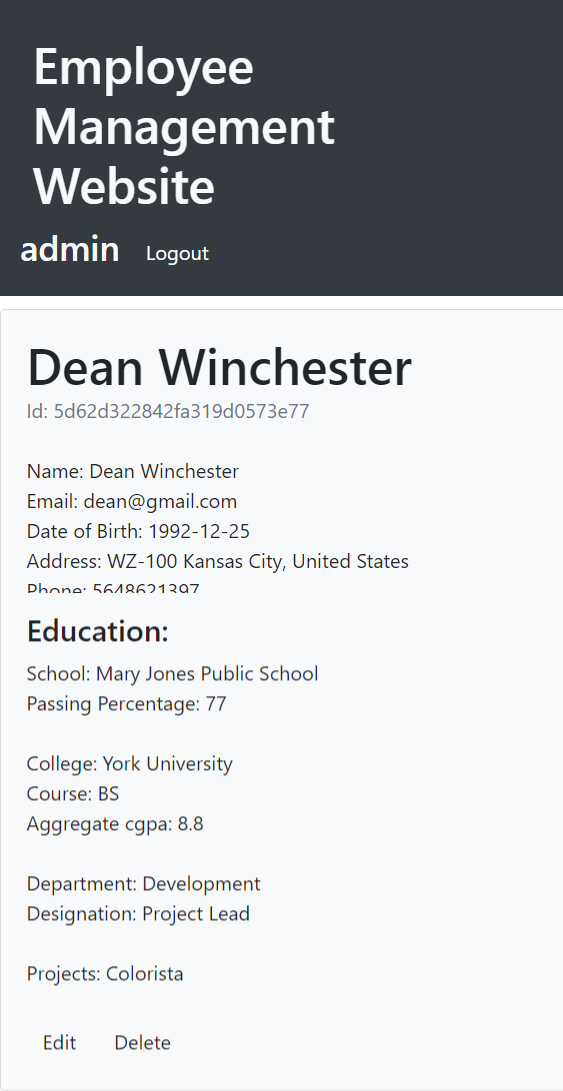 Employee
Management
Website
admin Logout
Dean Winchester
Id: 5d62d322842fa319d0573e77
Name: Dean Winchester
Email: dean@gmail.com
Date of Birth: 1992-12-25
Address: WZ-100 Kansas City, United States
Phone: 5648621397
Education:
School: Mary Jones Public School
Passing Percentage: 77
College: York University
Course: BS
Aggregate cgpa: 8.8
Department: Development
Designation: Project Lead
Projects: Colorista
Edit Delete